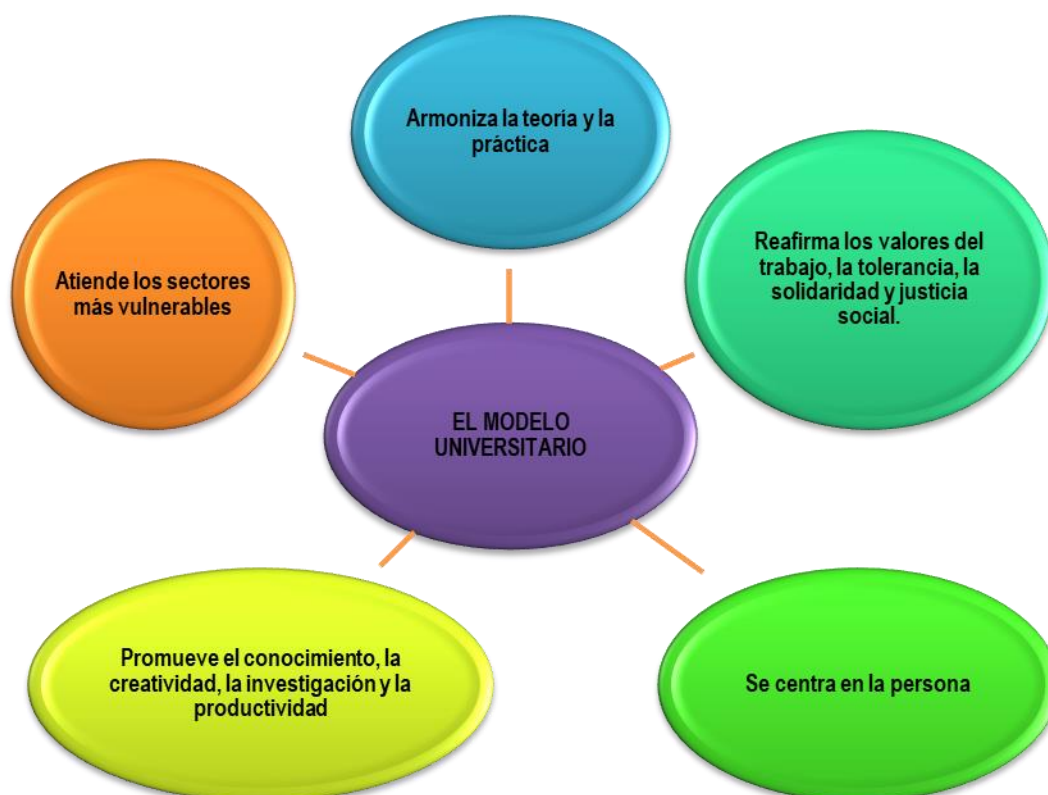 Armoniza la teoría y la
práctica
Atiende los sectores
más vulnerables
Reafirma los valores del
trabajo, la tolerancia, la
solidaridad y justicia
social.
EL MODELO
UNIVERSITARIO
Promueve el conocimiento, la
creatividad, la investigación y la
productividad
Se centra en la persona